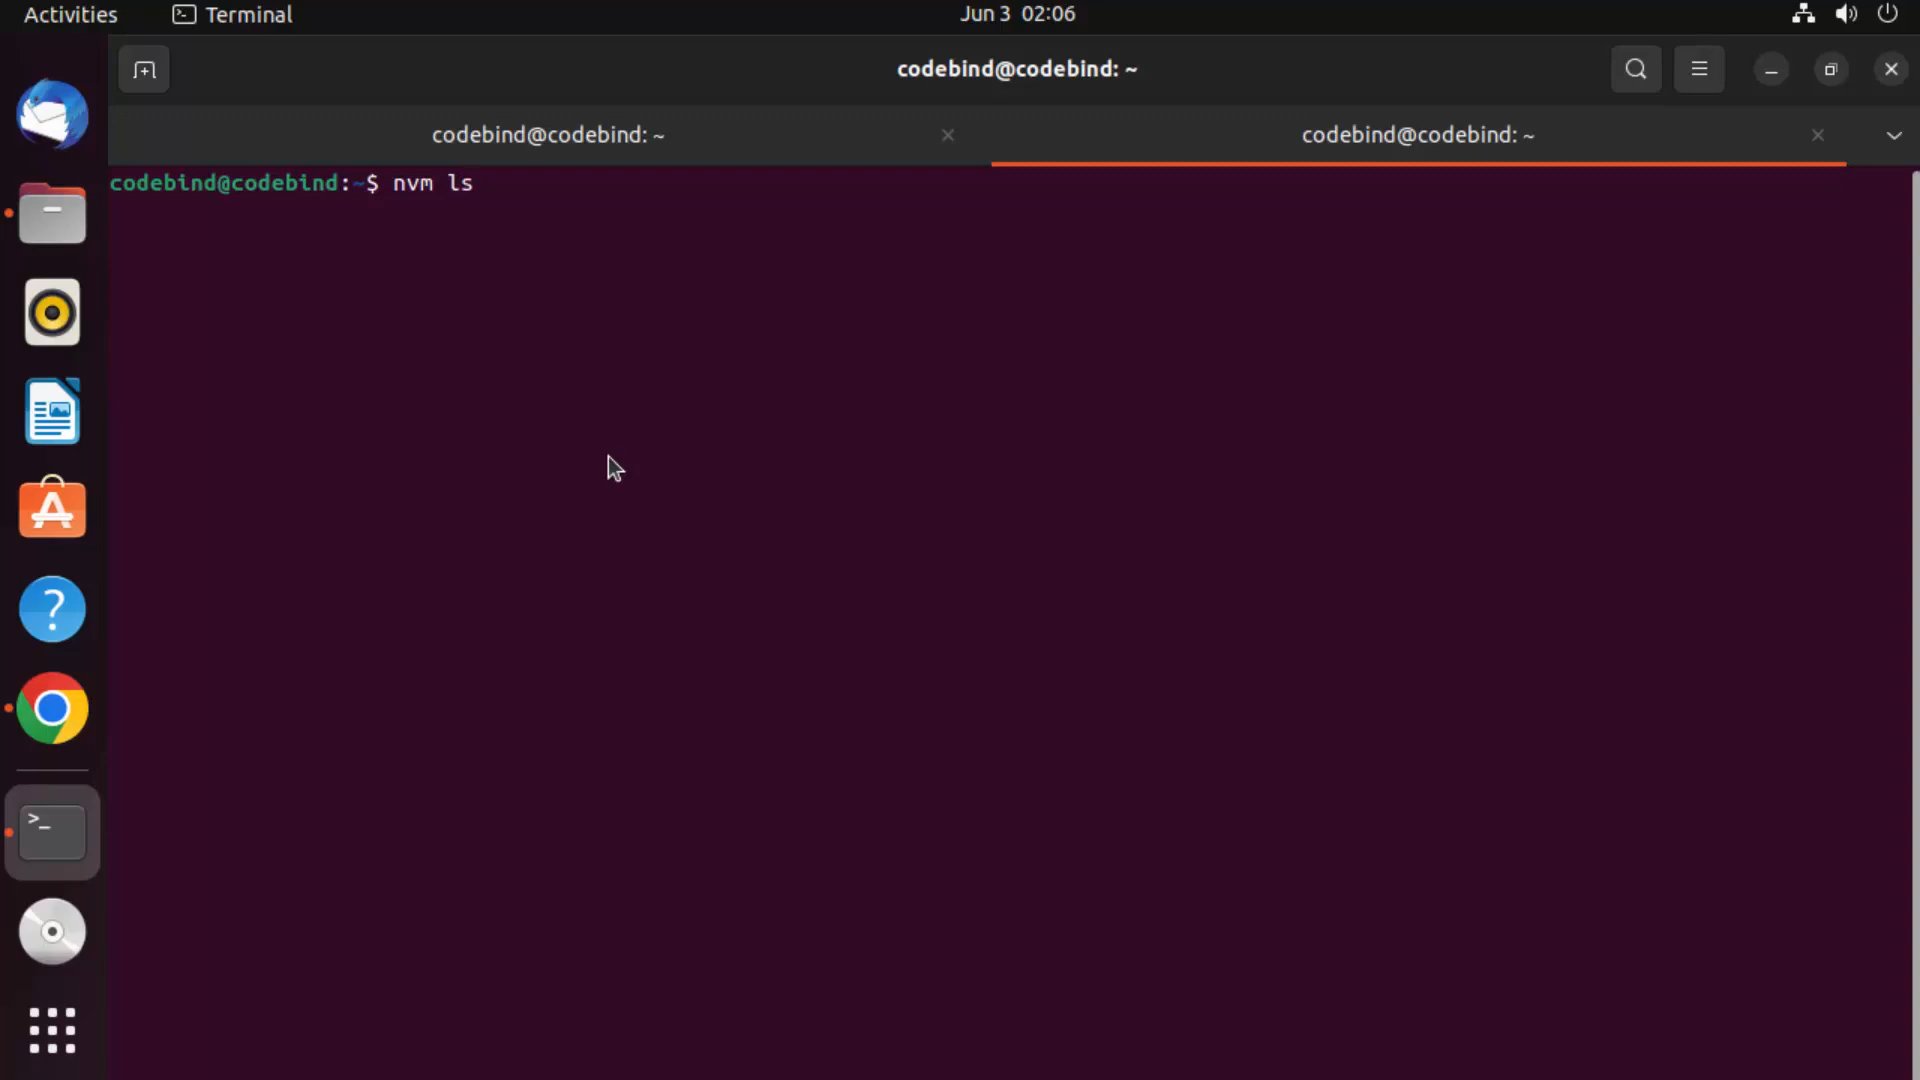 Activities Terminal Jun 3 02:06
codebind@codebind: ~
codebind@codebind: ~ codebind@codebind: ~
codebind@codebind:~$ nvm ls